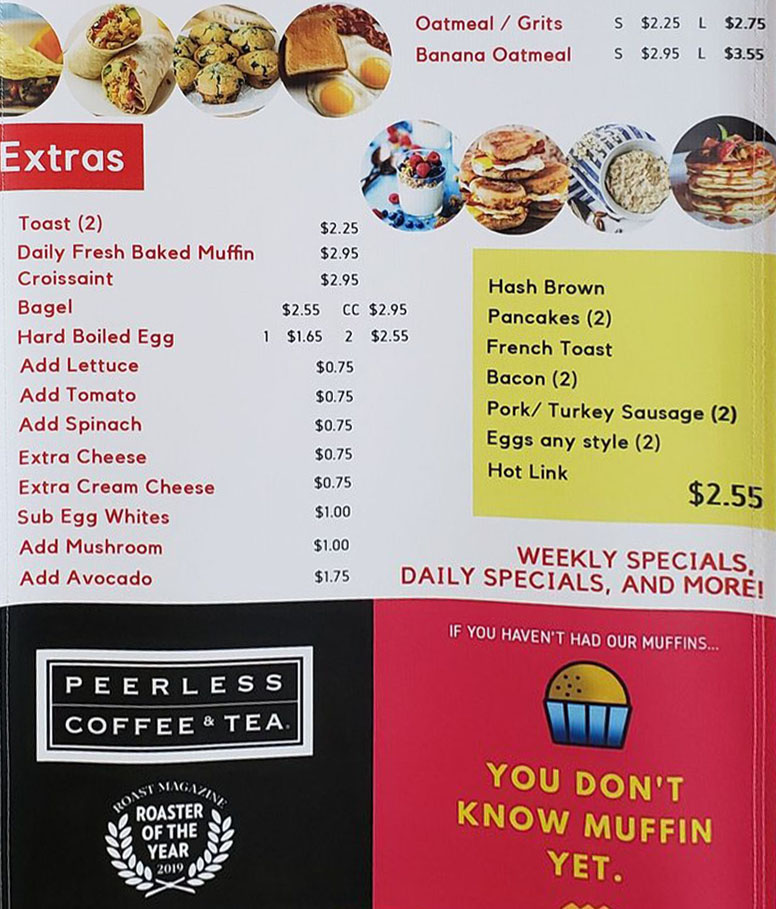 Oatmeal / Grits S $2.25 L $2.75
Banana Oatmeal S $2.95 L $3.55
Extras
Toast (2) $2.25
Daily Fresh Baked Muffin $2.95
Croissaint $2.95
Bagel $2.55 CC $2.95
Hard Boiled Egg 1 $1.65 2 $2.55
Add Lettuce $0.75
Add Tomato $0.75
Add Spinach $0.75
Extra Cheese $0.75
Extra Cream Cheese $0.75
Sub Egg Whites $1.00
Add Mushroom $1.00
Add Avocado $1.75
Hash Brown
Pancakes (2)
French Toast
Bacon (2)
Pork/ Turkey Sausage (2)
Eggs any style (2)
Hot Link
$2.55
WEEKLY SPECIALS,
DAILY SPECIALS, AND MORE!
PEERLESS
COFFEE & TEA®
ROAST MAGAZINE
ROASTER
OF THE
YEAR
2019
IF YOU HAVEN'T HAD OUR MUFFINS...
YOU DON'T
KNOW MUFFIN
YET.